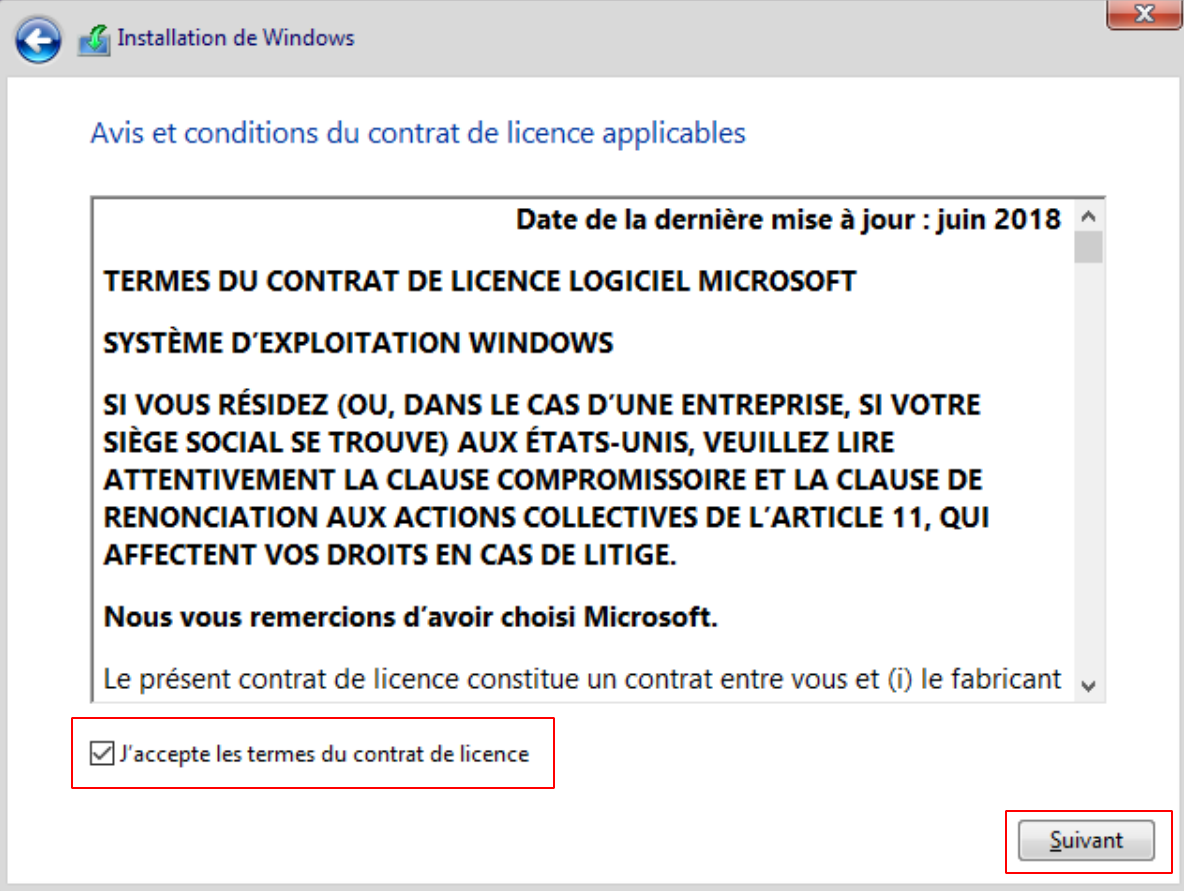 Installation de Windows
Avis et conditions du contrat de licence applicables
Date de la dernière mise à jour : juin 2018
TERMES DU CONTRAT DE LICENCE LOGICIEL MICROSOFT
SYSTÈME D’EXPLOITATION WINDOWS
SI VOUS RÉSIDEZ (OU, DANS LE CAS D’UNE ENTREPRISE, SI VOTRE
SIÈGE SOCIAL SE TROUVE) AUX ÉTATS-UNIS, VEUILLEZ LIRE
ATTENTIVEMENT LA CLAUSE COMPROMISSOIRE ET LA CLAUSE DE
RENONCIATION AUX ACTIONS COLLECTIVES DE L’ARTICLE 11, QUI
AFFECTENT VOS DROITS EN CAS DE LITIGE.
Nous vous remercions d’avoir choisi Microsoft.
Le présent contrat de licence constitue un contrat entre vous et (i) le fabricant
J’accepte les termes du contrat de licence
Suivant